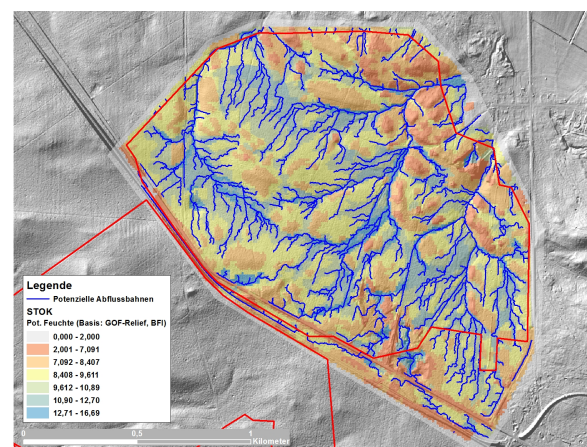 Legende
Potenzielle Abflussbahnen
STOK
Pot. Feuchte (Basis: GOF-Relief, BFI)
0,000 - 2,000
2,001 - 7,091
7,092 - 8,407
8,408 - 9,611
9,612 - 10,89
10,90 - 12,70
12,71 - 16,69
0 0,5 1
Kilometer